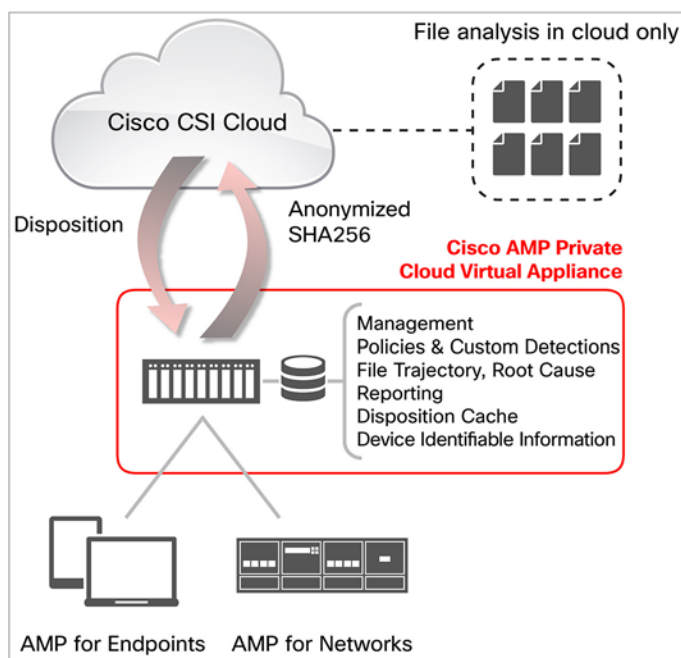 File analysis in cloud only
Cisco CSI Cloud
Disposition
Anonymized
SHA256
Cisco AMP Private
Cloud Virtual Appliance
Management
Policies & Custom Detections
File Trajectory, Root Cause
Reporting
Disposition Cache
Device Identifiable Information
AMP for Endpoints
AMP for Networks